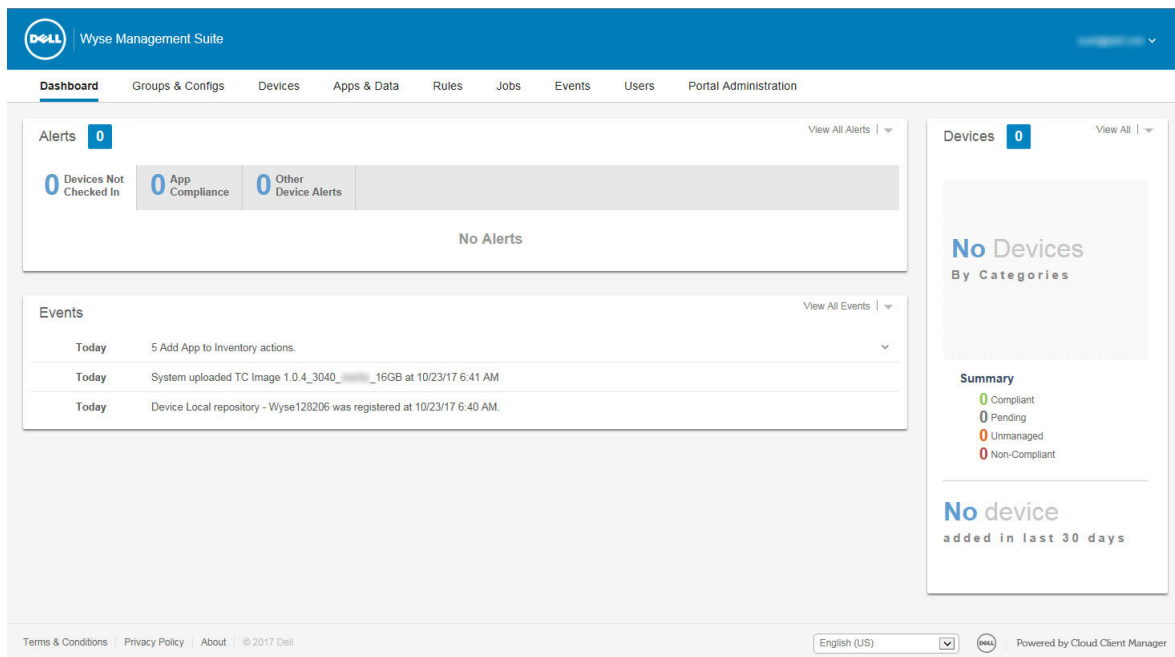 DELL
Wyse Management Suite
Dashboard Groups & Configs Devices Apps & Data Rules Jobs Events Users Portal Administration
Alerts 0
View All Alerts
0 Devices Not Checked In
0 App Compliance
0 Other Device Alerts
No Alerts
Events
View All Events
Today 5 Add App to Inventory actions.
Today System uploaded TC Image 1.0.4_3040_ _16GB at 10/23/17 6:41 AM
Today Device Local repository - Wyse128206 was registered at 10/23/17 6:40 AM.
Devices 0
View All
No Devices
By Categories
Summary
0 Compliant
0 Pending
0 Unmanaged
0 Non-Compliant
No device
added in last 30 days
Terms & Conditions Privacy Policy About © 2017 Dell
English (US)
DELL
Powered by Cloud Client Manager